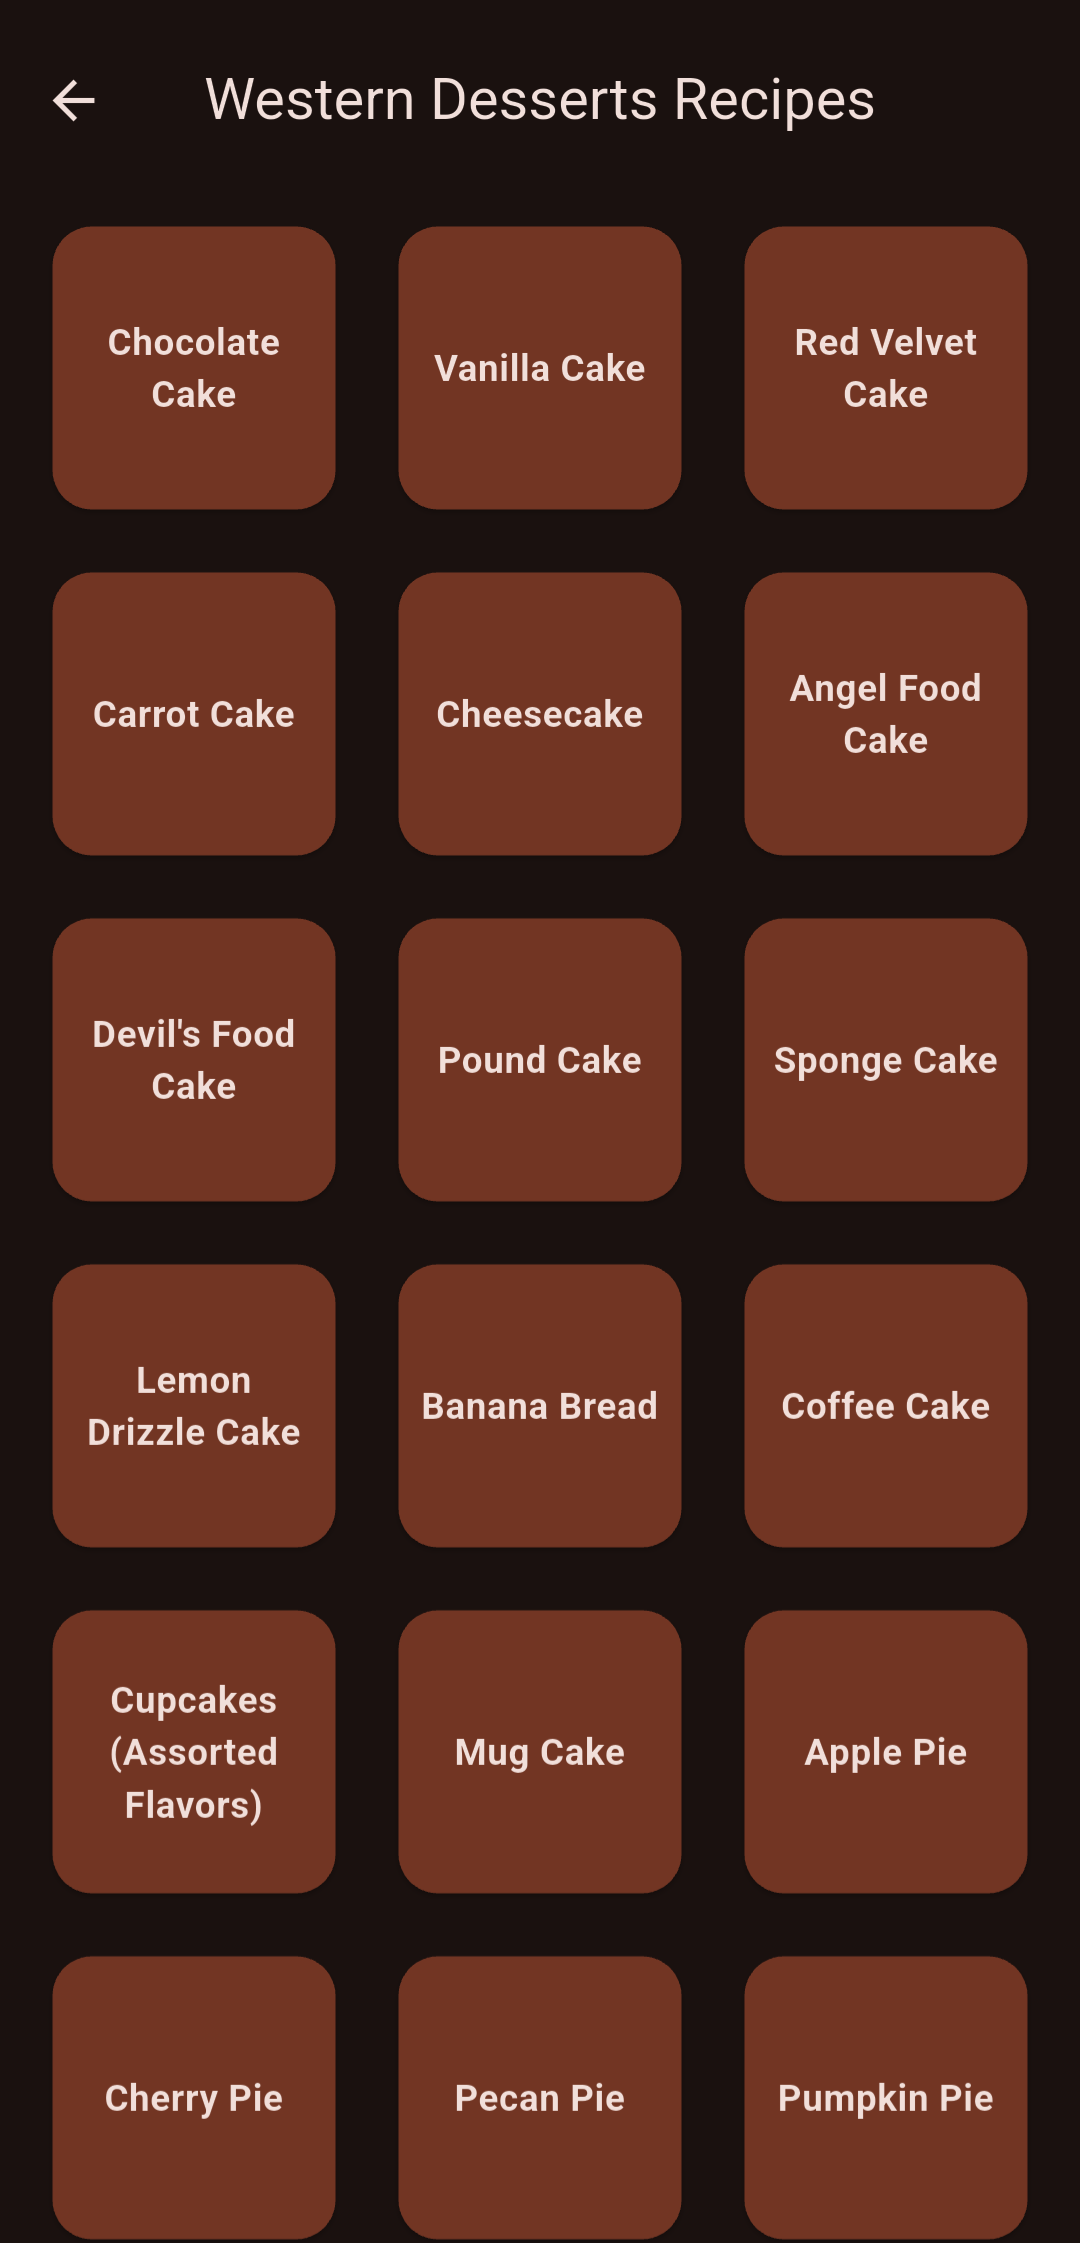 Western Desserts Recipes
Chocolate
Cake
Vanilla Cake
Red Velvet
Cake
Carrot Cake
Cheesecake
Angel Food
Cake
Devil's Food
Cake
Pound Cake
Sponge Cake
Lemon
Drizzle Cake
Banana Bread
Coffee Cake
Cupcakes
(Assorted
Flavors)
Mug Cake
Apple Pie
Cherry Pie
Pecan Pie
Pumpkin Pie